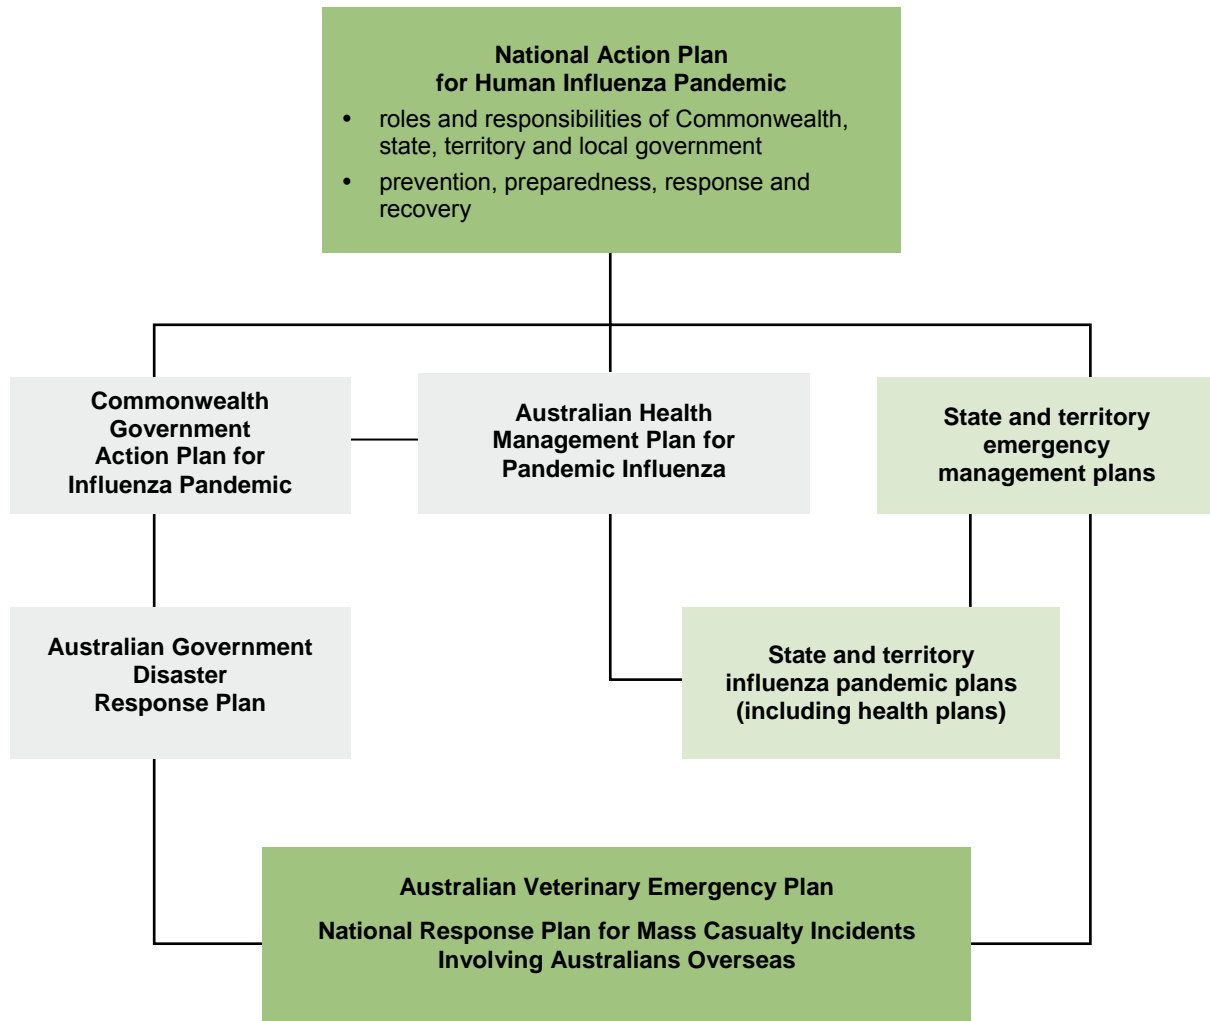 National Action Plan
for Human Influenza Pandemic
• roles and responsibilities of Commonwealth,
state, territory and local government
• prevention, preparedness, response and
recovery
Commonwealth
Government
Action Plan for
Influenza Pandemic
Australian Health
Management Plan for
Pandemic Influenza
State and territory
emergency
management plans
Australian Government
Disaster
Response Plan
State and territory
influenza pandemic plans
(including health plans)
Australian Veterinary Emergency Plan
National Response Plan for Mass Casualty Incidents
Involving Australians Overseas